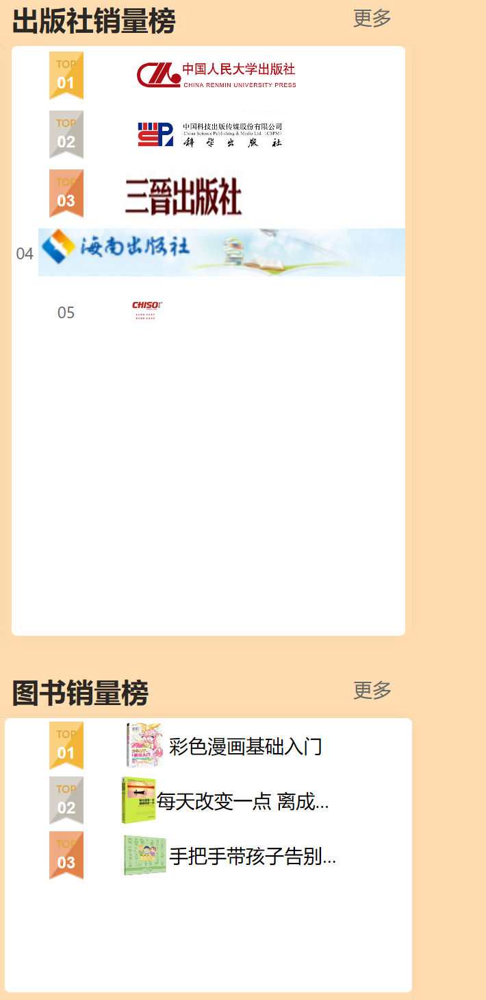 出版社销量榜
更多
TOP
01
中国人民大学出版社
CHINA RENMIN UNIVERSITY PRESS
TOP
02
中国科技出版传媒股份有限公司
China Science Publishing & Media Ltd.（CSPM）
科学出版社
TOP
03
三晉出版社
04
海南出版社
05
CHISO
图书销量榜
更多
TOP
01
彩色漫画基础入门
TOP
02
每天改变一点 离成...
TOP
03
手把手带孩子告别...